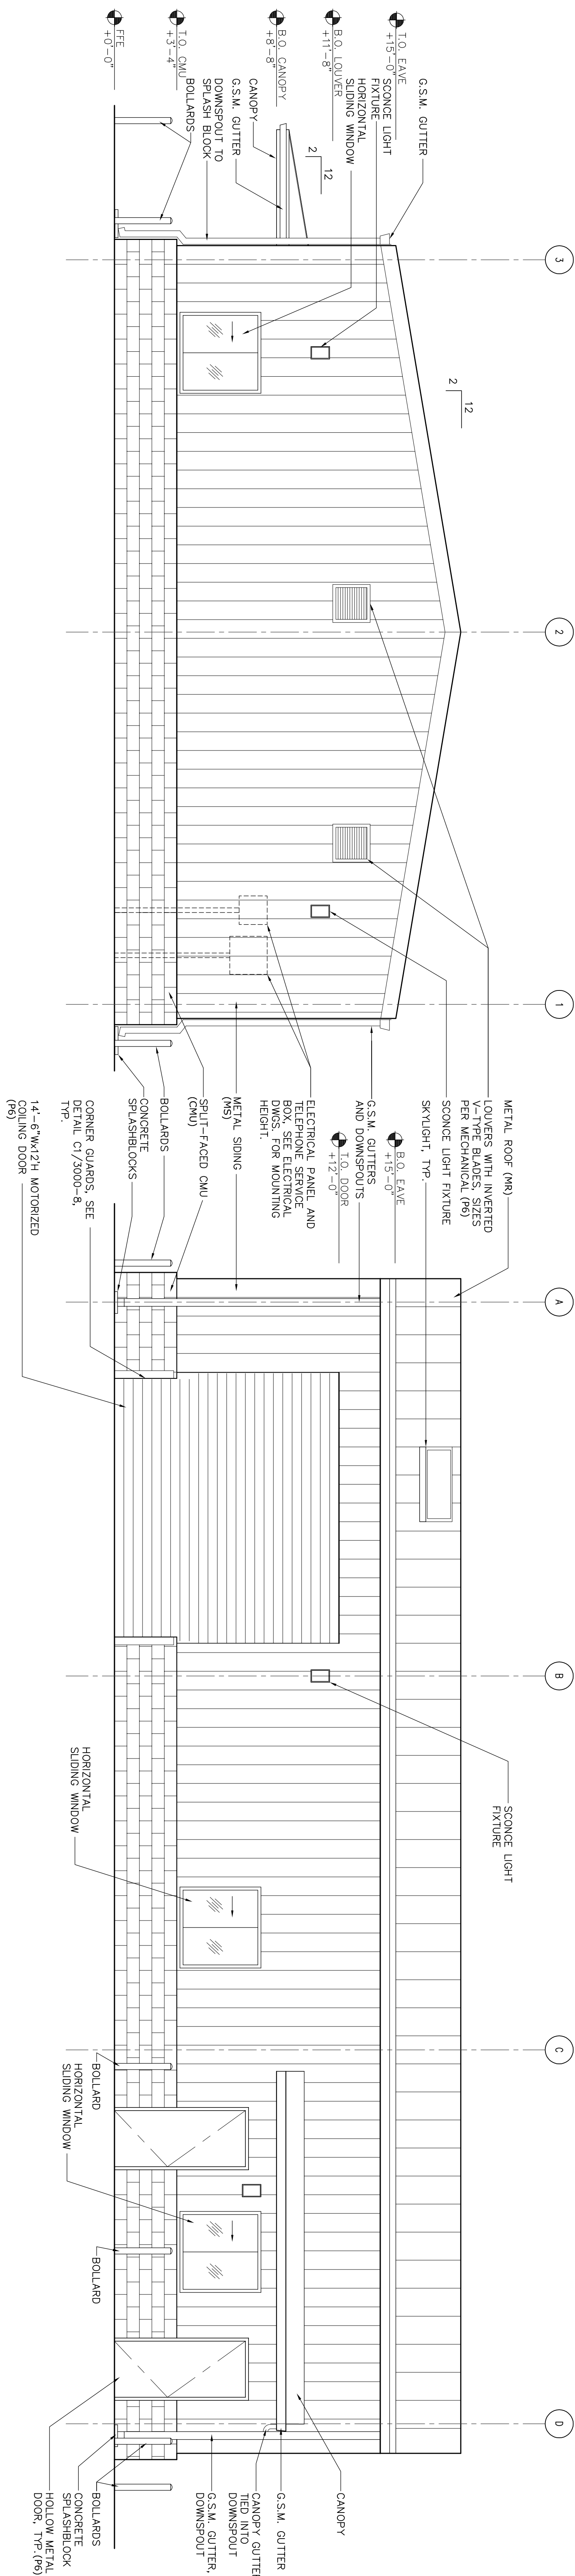 3
2
1
G.S.M. GUTTER
T.O. EAVE
+15'-0"
SCONCE LIGHT
FIXTURE
B.O. LOUVER
+11'-8"
HORIZONTAL
SLIDING WINDOW
B.O. CANOPY
+8'-8"
G.S.M. GUTTER
CANOPY
DOWNSPOUT TO
SPLASH BLOCK
T.O. CMU
+3'-4"
BOLLARDS
FFE
+0'-0"
12
2
12
2
METAL ROOF (MR)
LOUVERS WITH INVERTED
V-TYPE BLADES, SIZES
PER MECHANICAL (P6)
SCONCE LIGHT FIXTURE
SKYLIGHT, TYP.
B.O. EAVE
+15'-0"
G.S.M. GUTTERS
AND DOWNSPOUTS
T.O. DOOR
+12'-0"
ELECTRICAL PANEL AND
TELEPHONE SERVICE
BOX, SEE ELECTRICAL
DWGS. FOR MOUNTING
HEIGHT.
METAL SIDING
(MS)
SPLIT-FACED CMU
(CMU)
BOLLARDS
CONCRETE
SPLASHBLOCKS
CORNER GUARDS, SEE
DETAIL C1/3000-8,
TYP.
14'-6"Wx12'H MOTORIZED
COILING DOOR
(P6)
A
B
C
D
SCONCE LIGHT
FIXTURE
HORIZONTAL
SLIDING WINDOW
BOLLARD
HORIZONTAL
SLIDING WINDOW
BOLLARD
CANOPY
G.S.M. GUTTER
CANOPY GUTTER
TIED INTO
DOWNSPOUT
G.S.M. GUTTER,
DOWNSPOUT
BOLLARDS
CONCRETE
SPLASHBLOCK
HOLLOW METAL
DOOR, TYP.(P6)